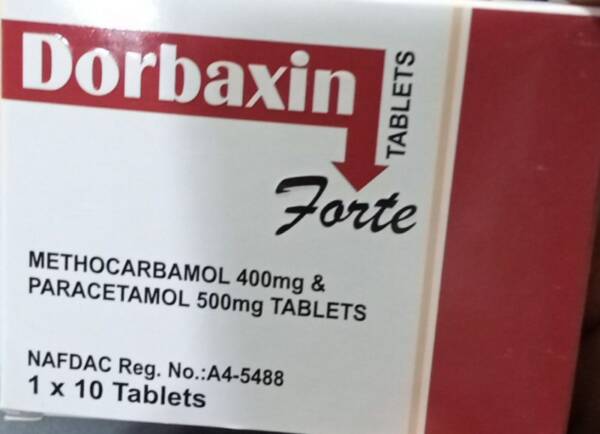 Dorbaxin
TABLETS
Forte
METHOCARBAMOL 400mg &
PARACETAMOL 500mg TABLETS
NAFDAC Reg. No.:A4-5488
1 x 10 Tablets